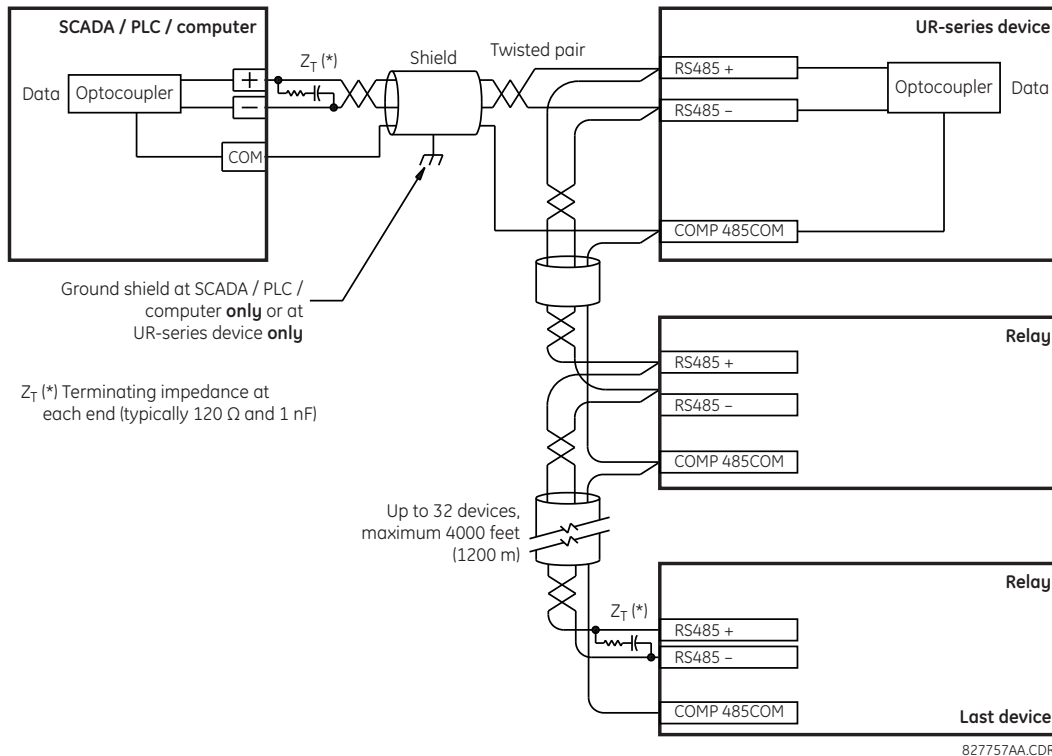 SCADA / PLC / computer
Data
Optocoupler
+
−
COM
Z_T (*)
Shield
Twisted pair
UR-series device
RS485 +
RS485 −
COMP 485COM
Optocoupler
Data
Ground shield at SCADA / PLC /
computer only or at
UR-series device only
Z_T (*) Terminating impedance at
each end (typically 120 Ω and 1 nF)
Relay
RS485 +
RS485 −
COMP 485COM
Up to 32 devices,
maximum 4000 feet
(1200 m)
Relay
Z_T (*)
RS485 +
RS485 −
COMP 485COM
Last device
827757AA.CDR